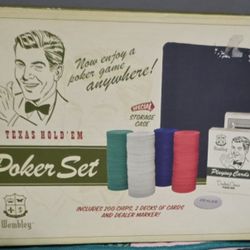 Now enjoy a
poker game
anywhere!
SPECIAL
STORAGE
CASE
TEXAS HOLD'EM
Poker Set
Wembley
INCLUDES 200 CHIPS, 2 DECKS OF CARDS
AND DEALER MARKER!
DEALER
Playing Cards